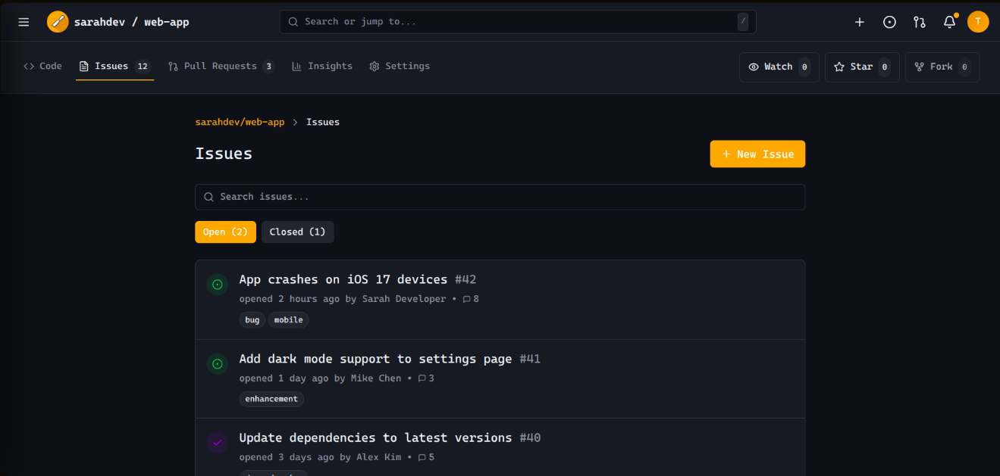 sarahdev / web-app
Search or jump to...
/
T
Code
Issues 12
Pull Requests 3
Insights
Settings
Watch 0
Star 0
Fork 0
sarahdev/web-app > Issues
Issues
+ New Issue
Search issues...
Open (2)
Closed (1)
App crashes on iOS 17 devices #42
opened 2 hours ago by Sarah Developer • 8
bug
mobile
Add dark mode support to settings page #41
opened 1 day ago by Mike Chen • 3
enhancement
Update dependencies to latest versions #40
opened 3 days ago by Alex Kim • 5